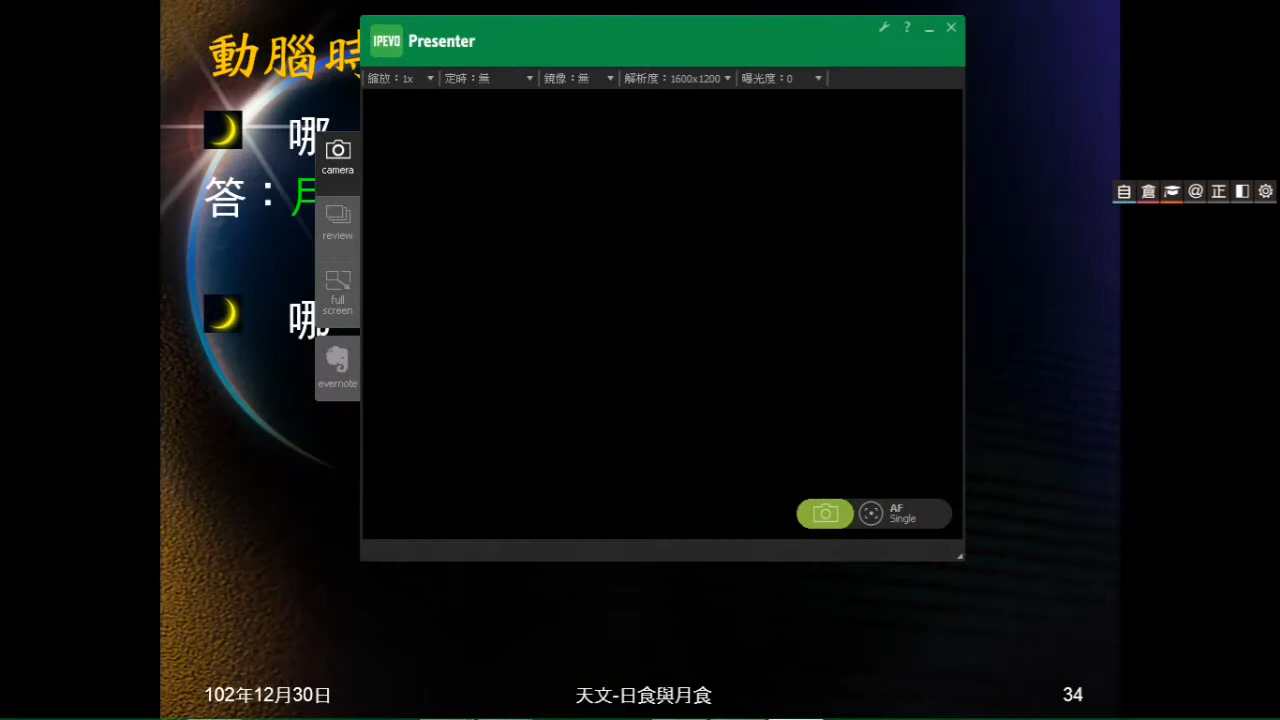 動腦時
IPEVO Presenter
縮放：1x 定時：無 鏡像：無 解析度：1600x1200 曝光度：0
哪
camera
答：月
review
full
screen
哪
evernote
AF
Single
自 倉 @ 正
102年12月30日 天文-日食與月食 34